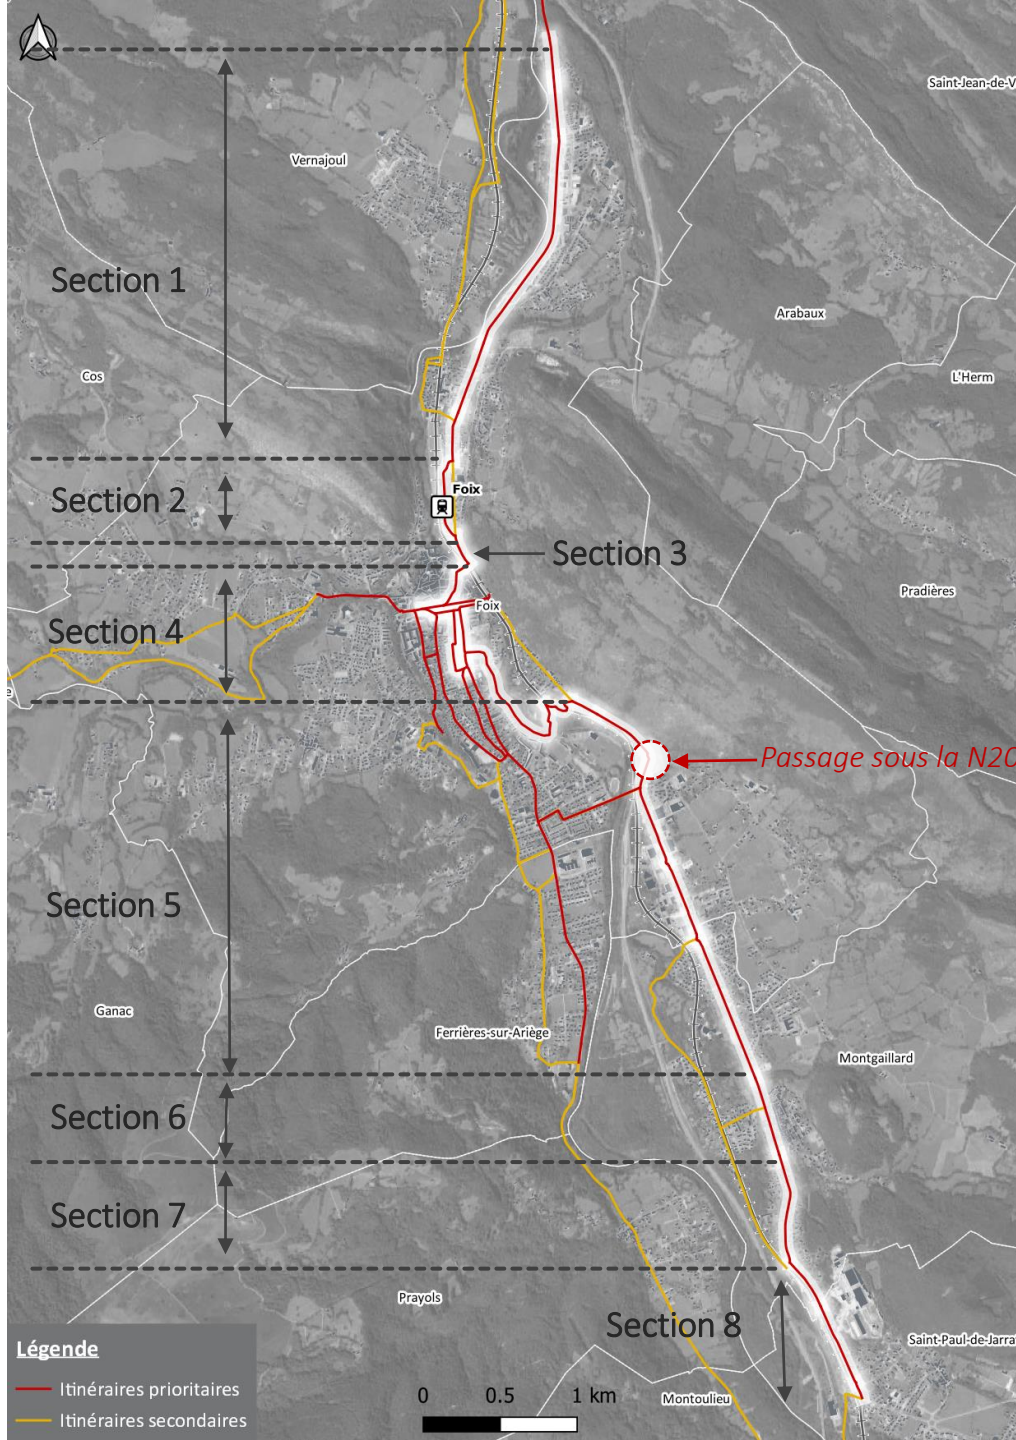 Saint-Jean-de-V
Vernajoul
Section 1
Arabaux
Cos
L'Herm
Section 2
Foix
Section 3
Pradières
Foix
Section 4
e
Passage sous la N20
Section 5
Ganac
Ferrières-sur-Ariège
Montgaillard
Section 6
Section 7
Prayols
Section 8
Saint-Paul-de-Jarra
Légende
Itinéraires prioritaires
Itinéraires secondaires
0 0.5 1 km
Montoulieu